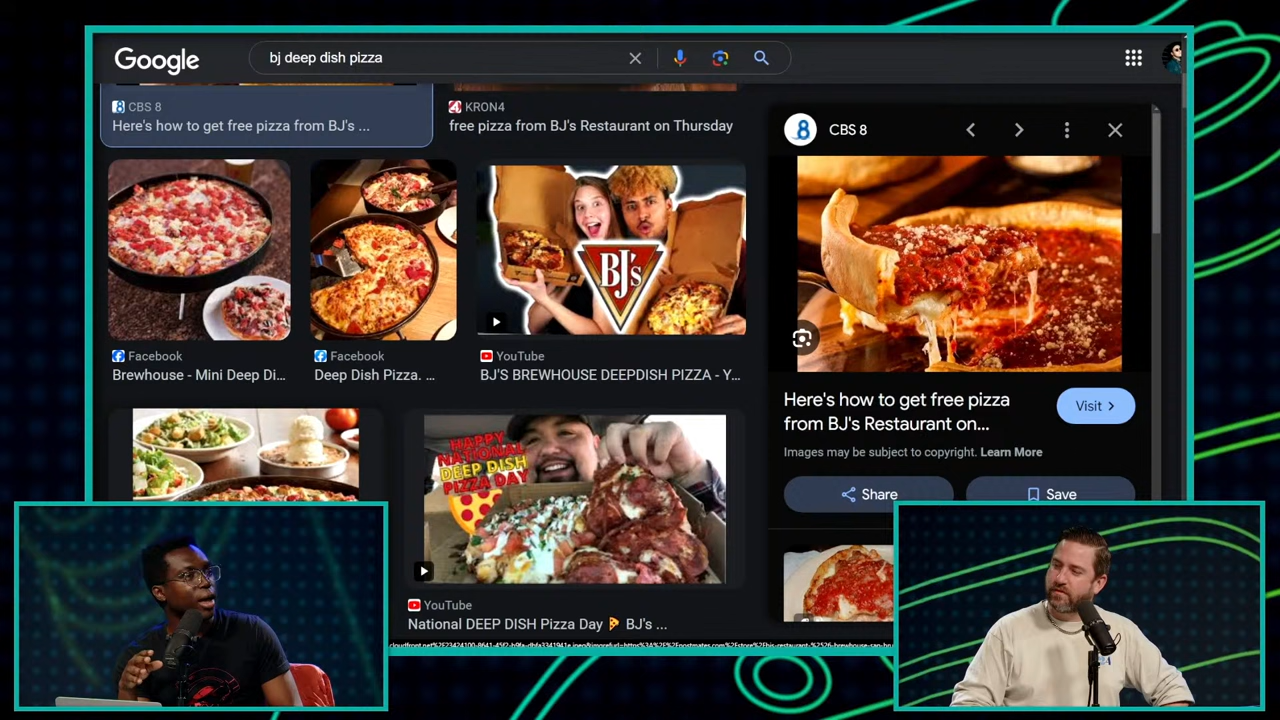 Google
bj deep dish pizza
CBS 8
Here's how to get free pizza from BJ's ...
KRON4
free pizza from BJ's Restaurant on Thursday
8 CBS 8
BJ's
Facebook
Brewhouse - Mini Deep Di...
Facebook
Deep Dish Pizza. ...
YouTube
BJ'S BREWHOUSE DEEPDISH PIZZA - Y...
Here's how to get free pizza
from BJ's Restaurant on...
Visit
Images may be subject to copyright. Learn More
Share
Save
HAPPY
NATIONAL
DEEP DISH
PIZZA DAY
YouTube
National DEEP DISH Pizza Day 🍕 BJ's ...